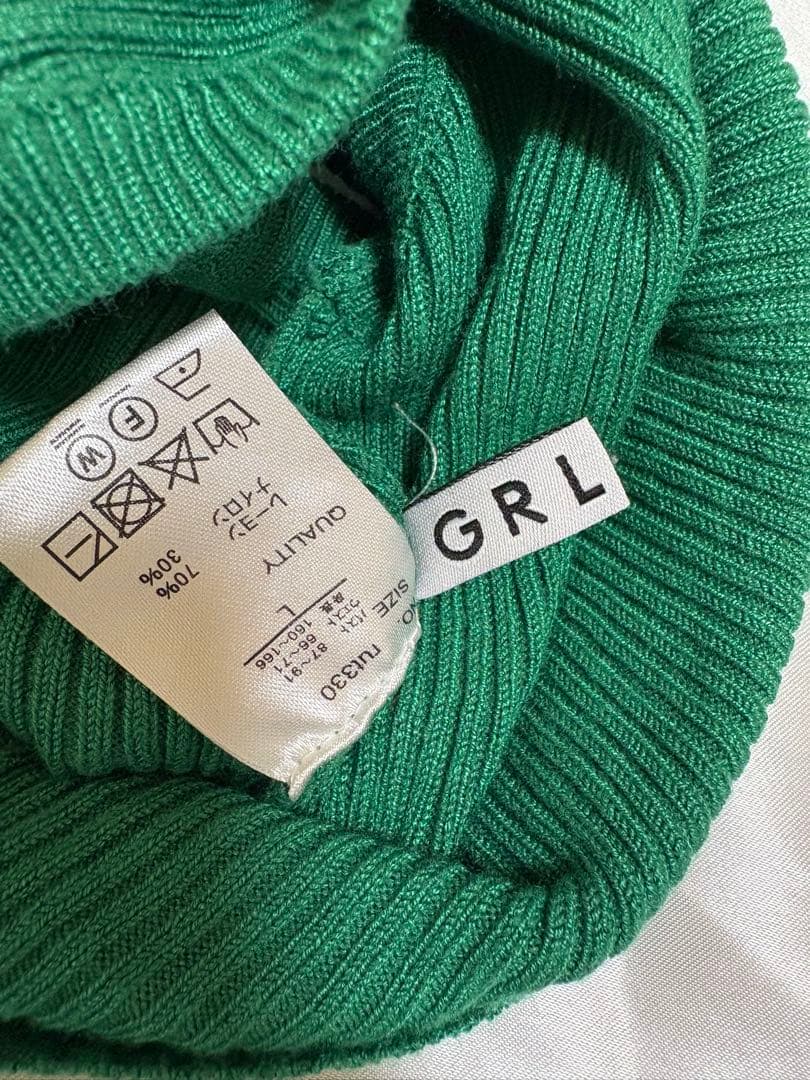 GRL
NO. rut330
SIZE バスト 87～91
ウエスト 66～71
身長 160～166
L
QUALITY
レーヨン 70%
ナイロン 30%
F
W